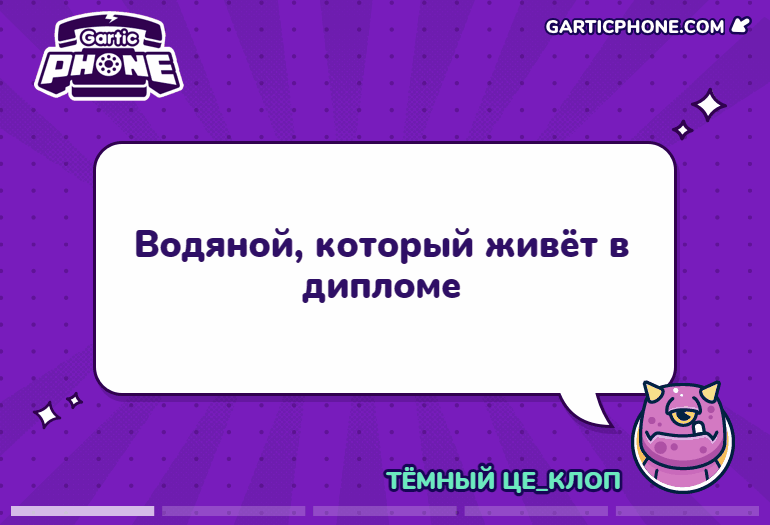 Gartic
PHONE
GARTICPHONE.COM
Водяной, который живёт в
дипломе
ТЁМНЫЙ ЦЕ_КЛОП